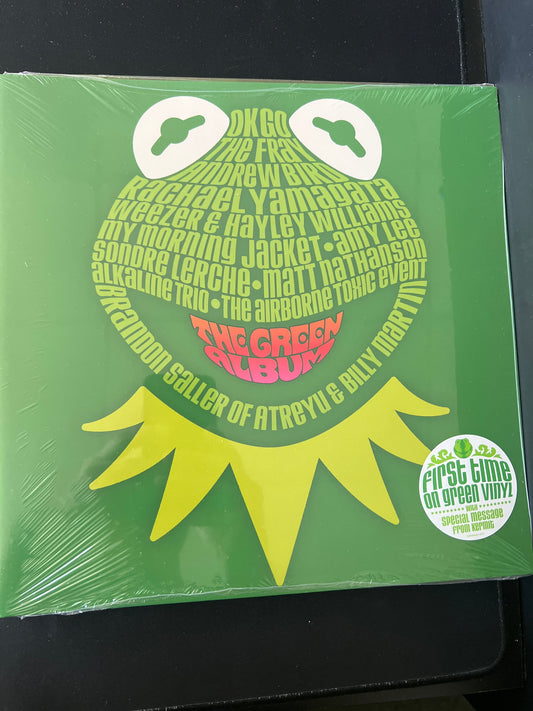 OK GO
THE FRAY
ANDREW BIRD
RACHAEL YAMAGATA
WEEZER & HAYLEY WILLIAMS
MY MORNING JACKET • AMY LEE
SONDRE LERCHE • MATT NATHANSON
ALKALINE TRIO • THE AIRBORNE TOXIC EVENT
BRANDON SALLER OF ATREYU & BILLY MARTIN
THE GREEN
ALBUM
FIRST TIME
ON GREEN VINYL
WITH
SPECIAL MESSAGE
FROM KERMIT